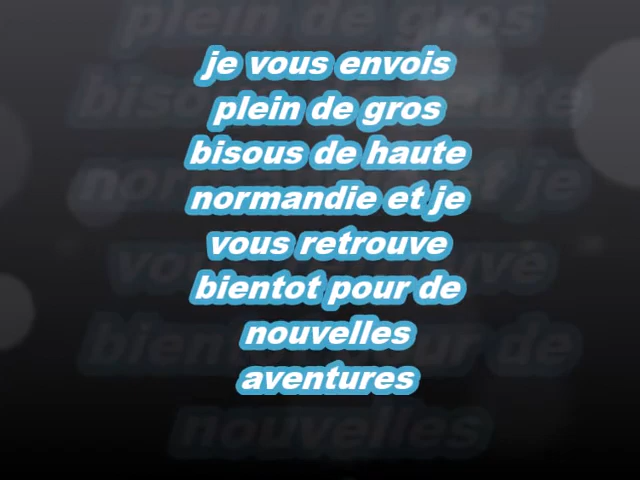 je vous envois
plein de gros
bisous de haute
normandie et je
vous retrouve
bientot pour de
nouvelles
aventures